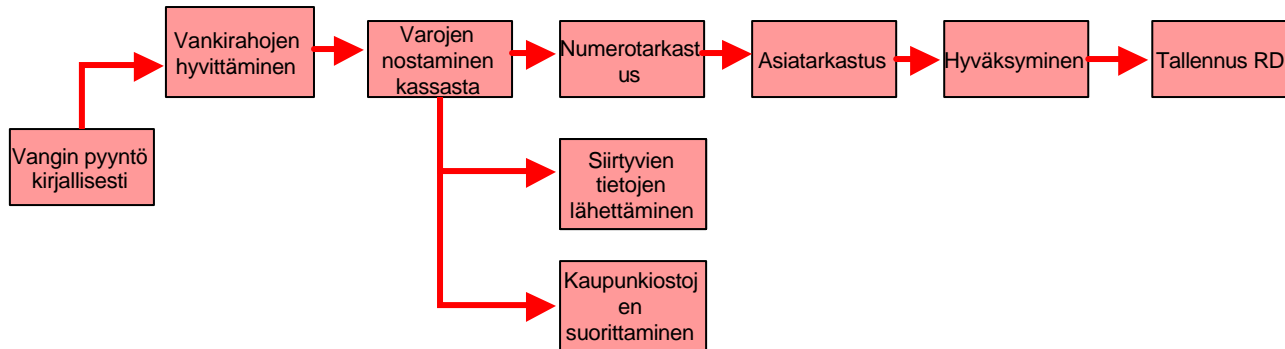 Vankirahojen
hyvittäminen
Varojen
nostaminen
kassasta
Numerotarkast
us
Asiatarkastus
Hyväksyminen
Tallennus RD
Vangin pyyntö
kirjallisesti
Siirtyvien
tietojen
lähettäminen
Kaupunkiostoj
en
suorittaminen